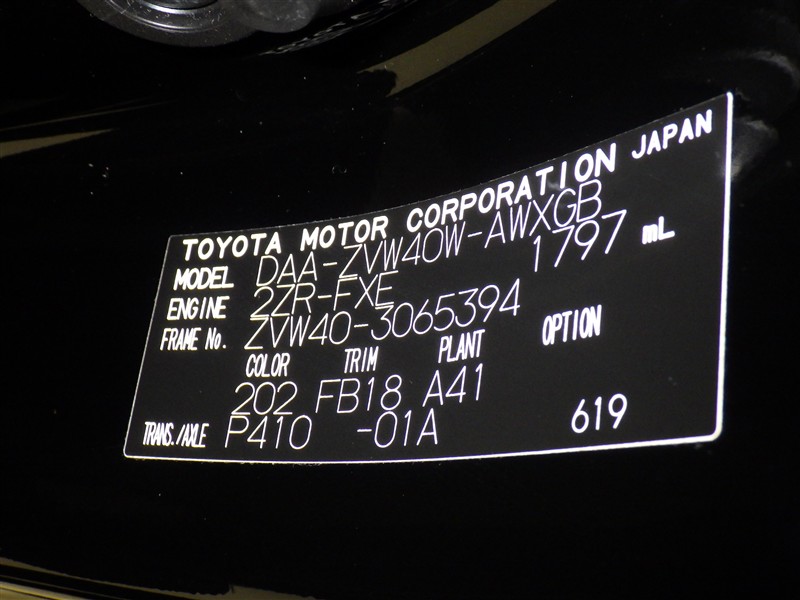 TOYOTA MOTOR CORPORATION JAPAN
MODEL DAA-ZVW40W-AWXGB
ENGINE 2ZR-FXE 1797 mL
FRAME No. ZVW40-3065394
COLOR TRIM PLANT OPTION
202 FB18 A41
TRANS./AXLE P410 -01A 619